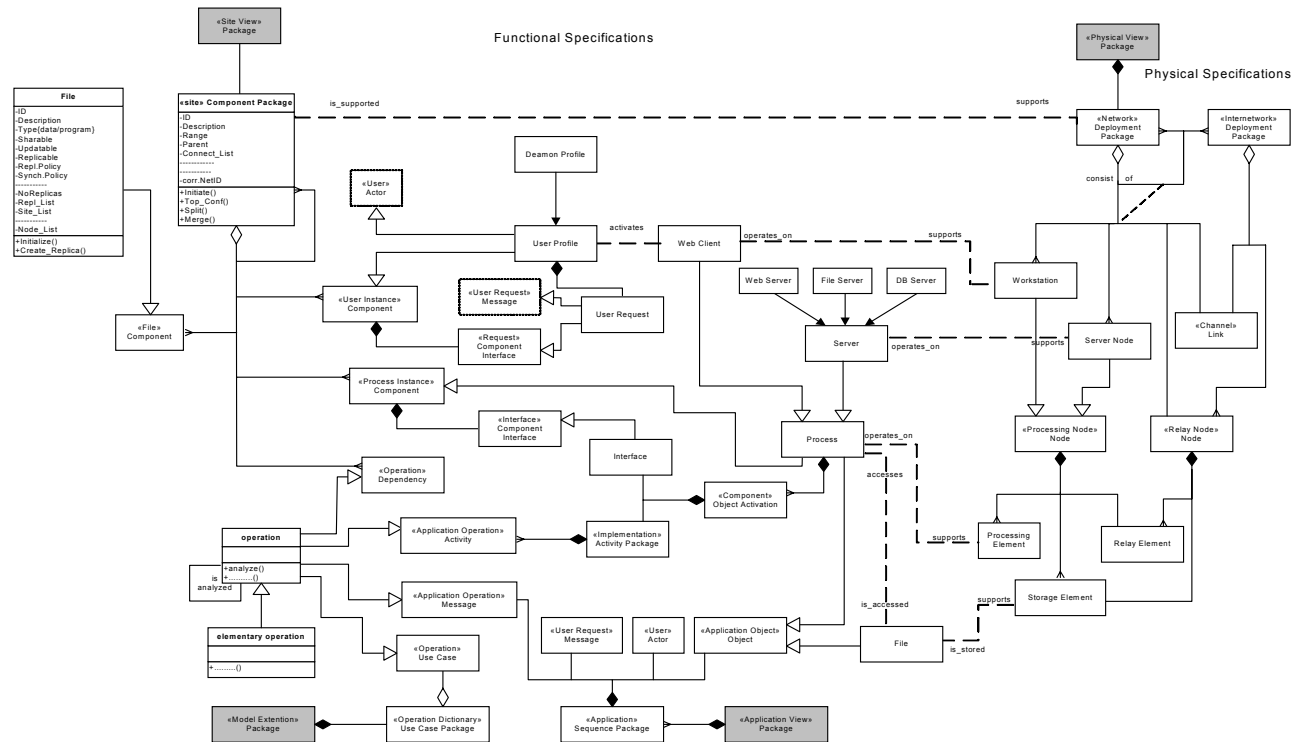 «Site View»
Package
Functional Specifications
«Physical View»
Package
Physical Specifications
File
-ID
-Description
-Type{data/program}
-Sharable
-Updatable
-Replicable
-Repl.Policy
-Synch.Policy
-----------
-NoReplicas
-Repl_List
-Site_List
-----------
-Node_List
+Initialize()
+Create_Replica()
«site» Component Package
-ID
-Description
-Range
-Parent
-Connect_List
------------
------------
-corr.NetID
+Initiate()
+Top_Conf()
+Split()
+Merge()
is_supported
supports
«Network»
Deployment
Package
«Internetwork»
Deployment
Package
consist of
Deamon Profile
«User»
Actor
User Profile
activates
Web Client
operates_on
supports
Workstation
Web Server
File Server
DB Server
«User Instance»
Component
«User Request»
Message
User Request
«Request»
Component
Interface
«File»
Component
Server
operates_on
supports
Server Node
«Channel»
Link
«Process Instance»
Component
«Interface»
Component
Interface
Interface
Process
operates_on
accesses
«Processing Node»
Node
«Relay Node»
Node
«Operation»
Dependency
«Component»
Object Activation
operation
+analyze()
+..........()
is
analyzed
«Application Operation»
Activity
«Implementation»
Activity Package
supports
Processing
Element
Relay Element
«Application Operation»
Message
is_accessed
supports
Storage Element
elementary operation
+.........()
«Operation»
Use Case
«User Request»
Message
«User»
Actor
«Application Object»
Object
File
is_stored
«Model Extention»
Package
«Operation Dictionary»
Use Case Package
«Application»
Sequence Package
«Application View»
Package